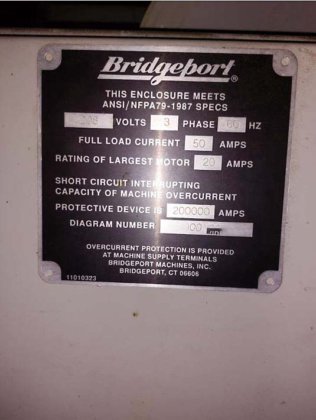 Bridgeport®
THIS ENCLOSURE MEETS
ANSI/NFPA79-1987 SPECS
VOLTS 3 PHASE 60 HZ
FULL LOAD CURRENT 50 AMPS
RATING OF LARGEST MOTOR 20 AMPS
SHORT CIRCUIT INTERRUPTING
CAPACITY OF MACHINE OVERCURRENT
PROTECTIVE DEVICE IS 200000 AMPS
DIAGRAM NUMBER
OVERCURRENT PROTECTION IS PROVIDED
AT MACHINE SUPPLY TERMINALS
BRIDGEPORT MACHINES, INC.
BRIDGEPORT, CT 06606
11010323